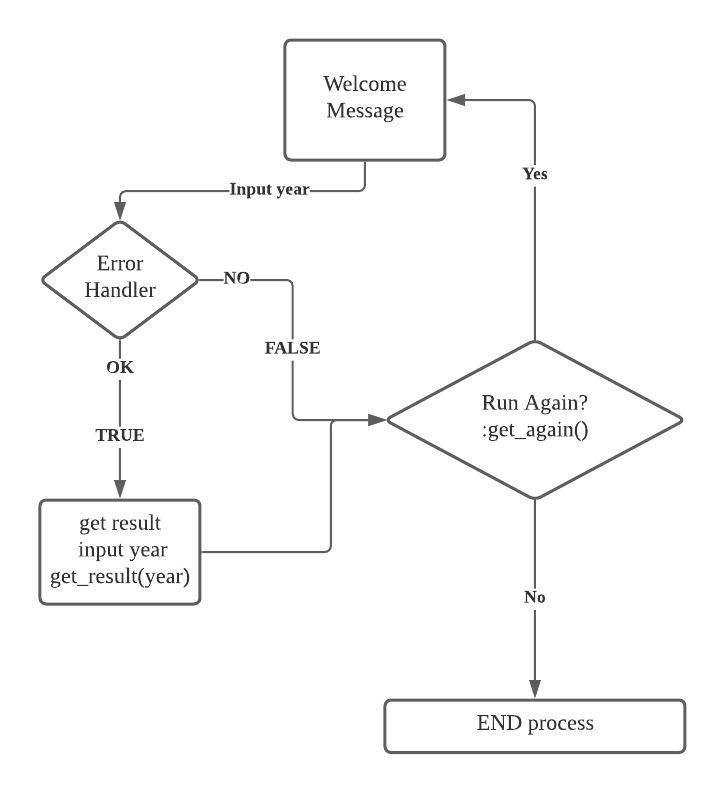 Welcome
Message
Yes
Input year
Error
Handler
NO
FALSE
OK
TRUE
Run Again?
:get_again()
get result
input year
get_result(year)
No
END process